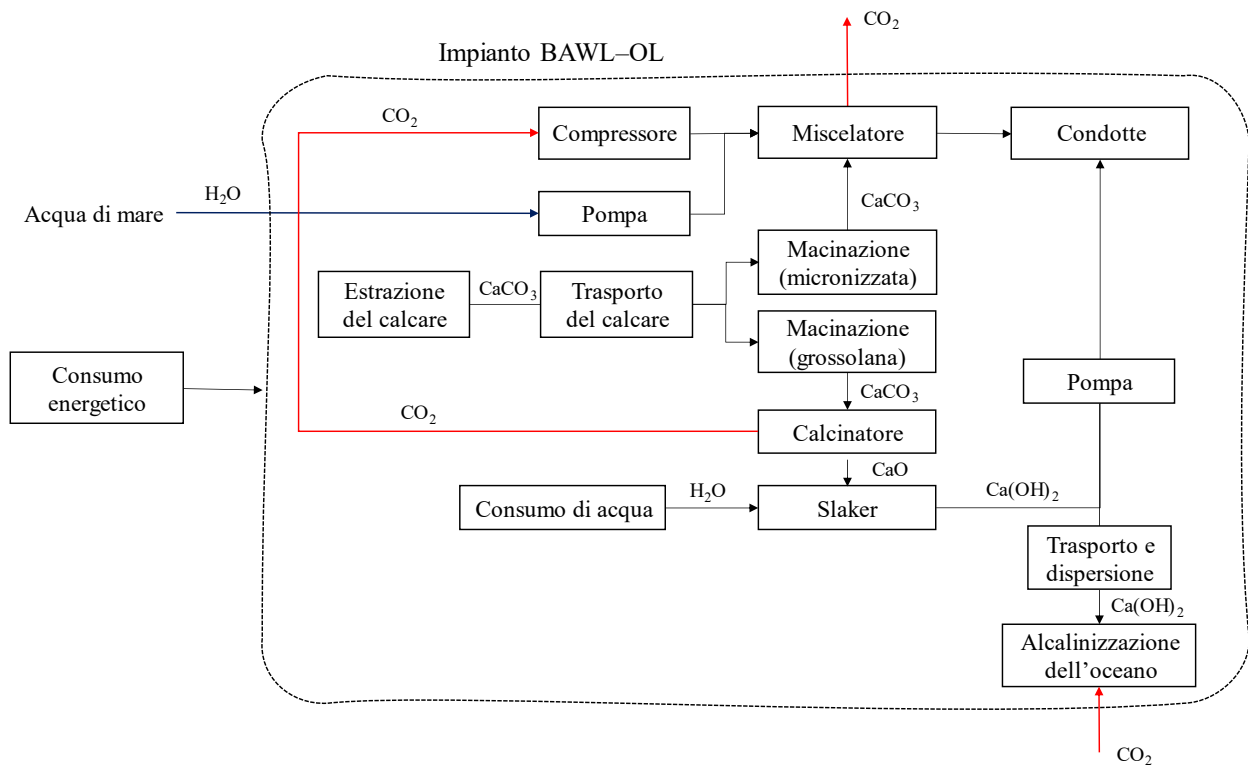 CO₂
Impianto BAWL–OL
CO₂
Compressore
Miscelatore
Condotte
H₂O
Acqua di mare
Pompa
CaCO₃
Macinazione
(micronizzata)
Estrazione
del calcare
CaCO₃
Trasporto
del calcare
Macinazione
(grossolana)
Consumo
energetico
Pompa
CaCO₃
CO₂
Calcinatore
CaO
Consumo di acqua
H₂O
Slaker
Ca(OH)₂
Trasporto e
dispersione
Ca(OH)₂
Alcalinizzazione
dell’oceano
CO₂